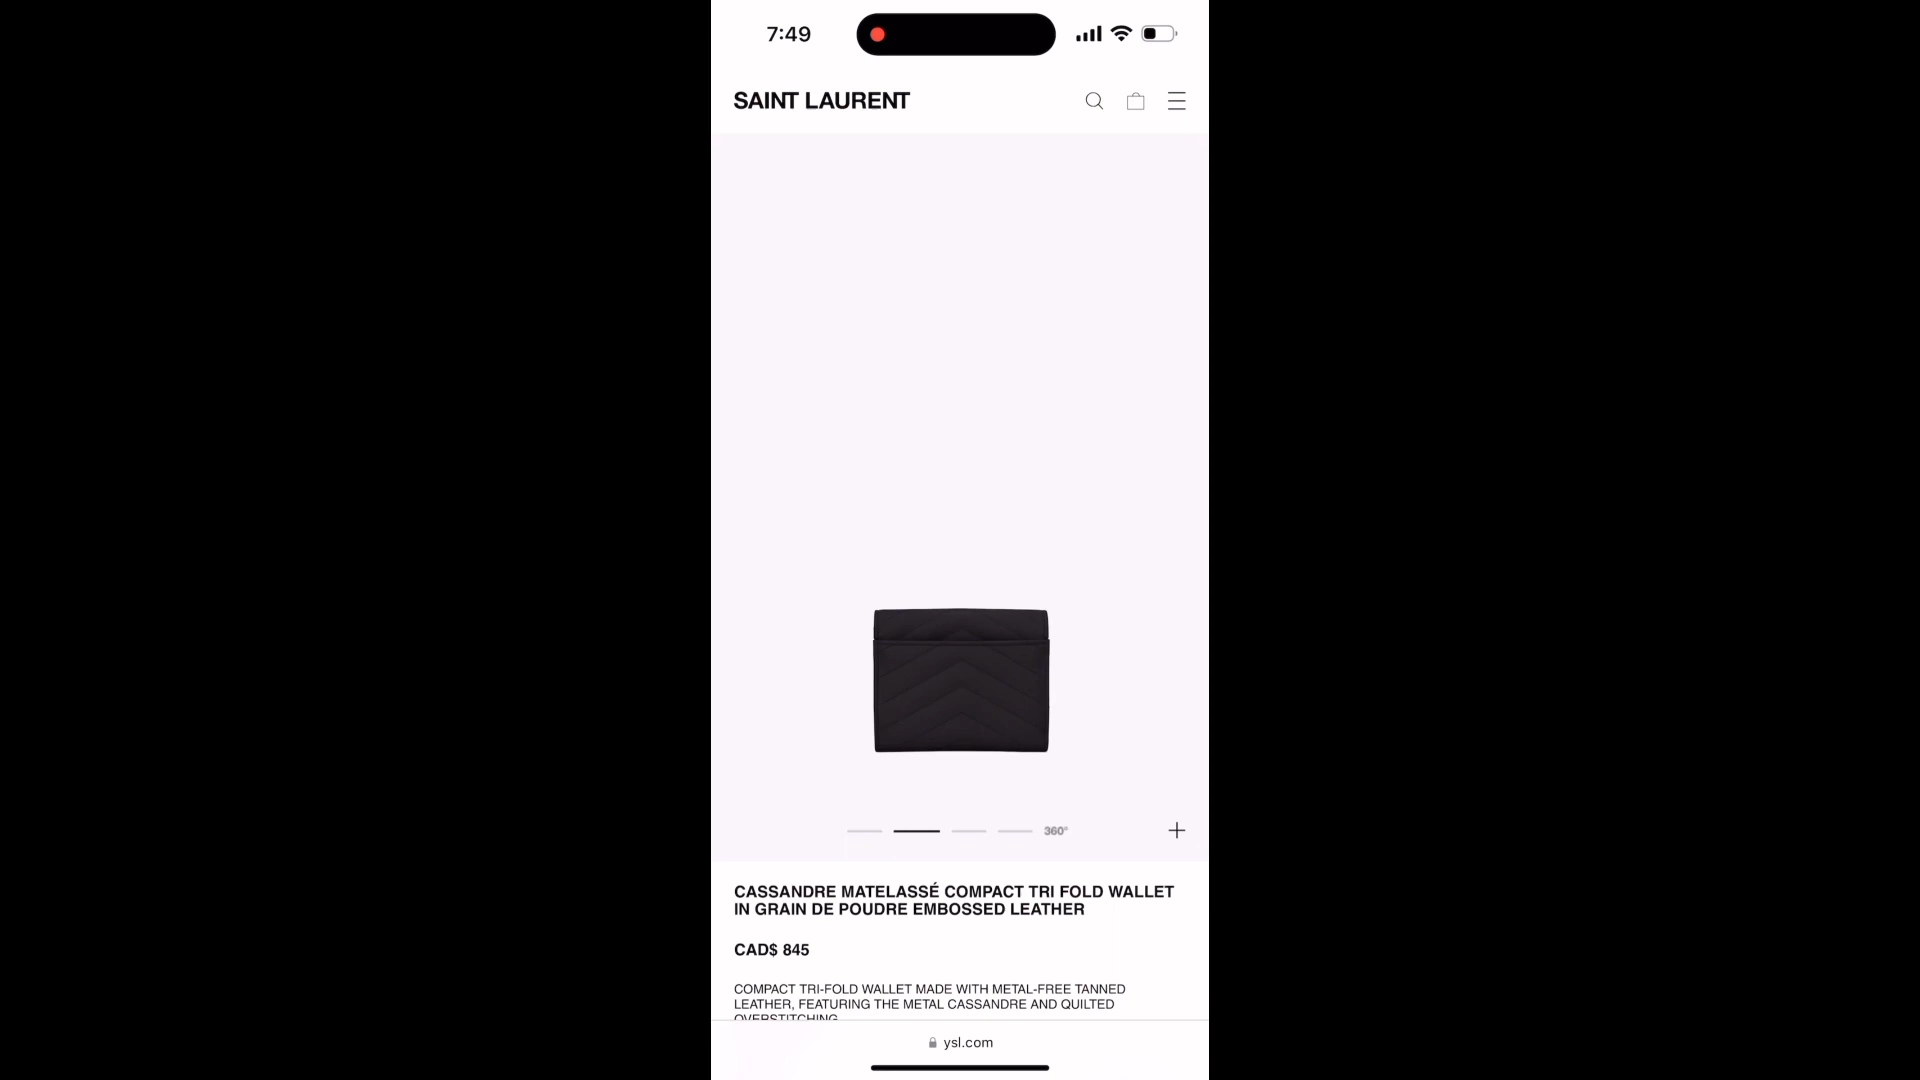 7:49
SAINT LAURENT
360°
CASSANDRE MATELASSÉ COMPACT TRI FOLD WALLET
IN GRAIN DE POUDRE EMBOSSED LEATHER
CAD$ 845
COMPACT TRI-FOLD WALLET MADE WITH METAL-FREE TANNED
LEATHER, FEATURING THE METAL CASSANDRE AND QUILTED
OVERSTITCHING
ysl.com